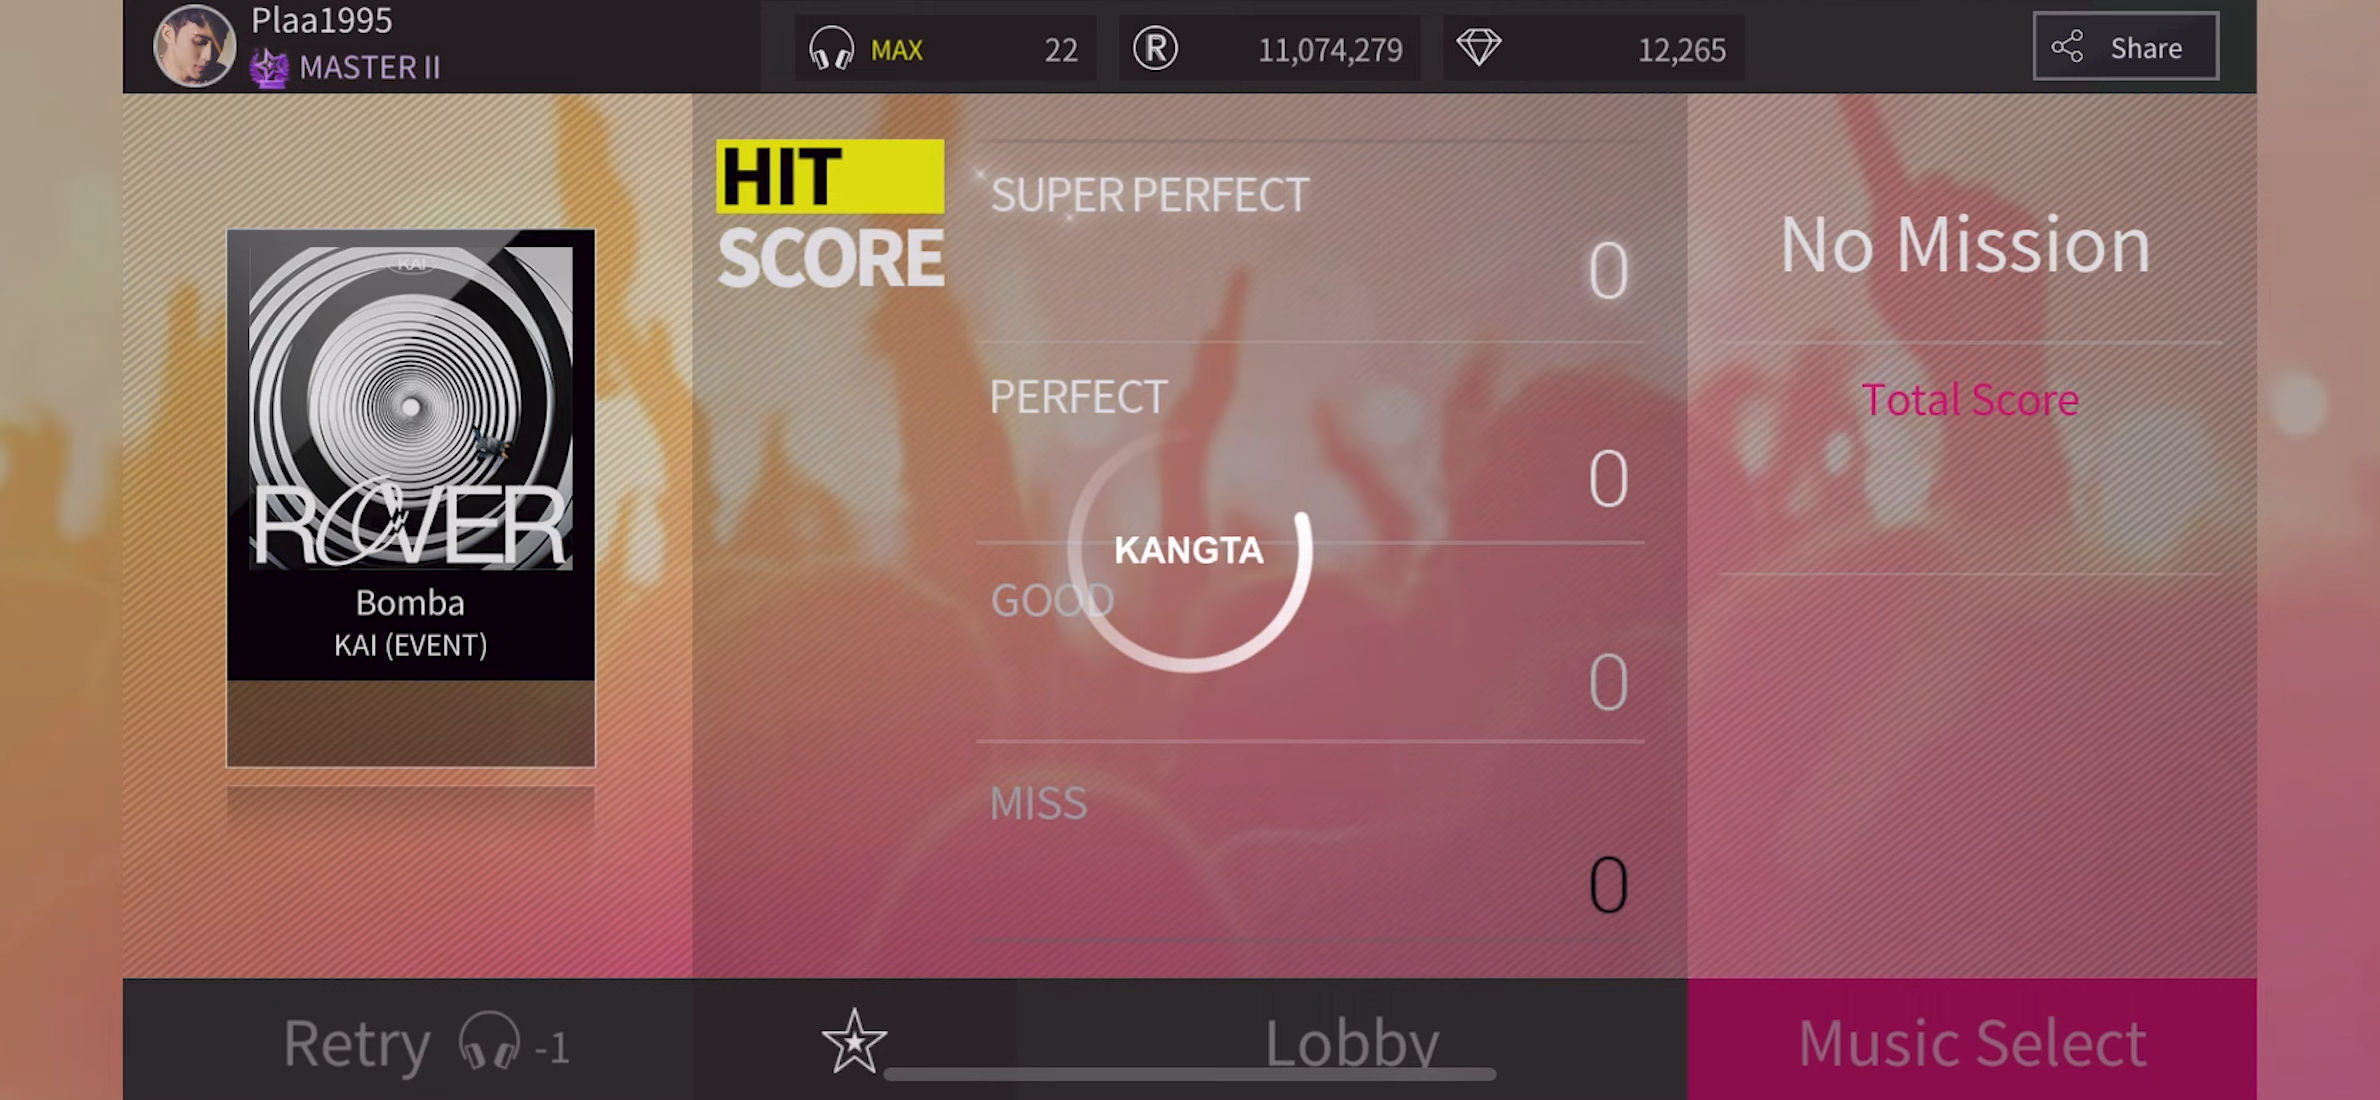 Plaa1995
MASTER II
MAX 22
R 11,074,279
12,265
Share
HIT
SCORE
SUPER PERFECT
0
PERFECT
0
GOOD
0
MISS
0
KANGTA
No Mission
Total Score
KAI
ROVER
Bomba
KAI (EVENT)
Retry -1
Lobby
Music Select